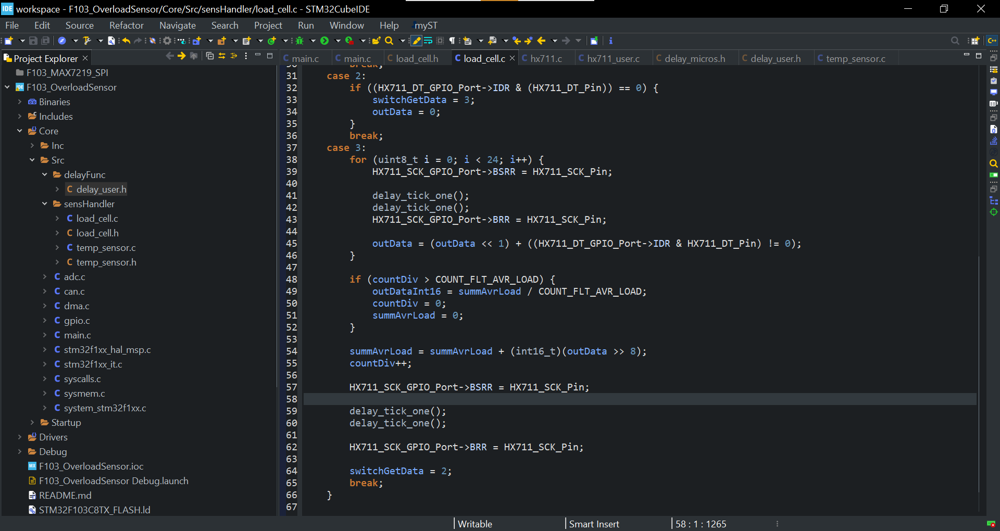 IDE workspace - F103_OverloadSensor/Core/Src/sensHandler/load_cell.c - STM32CubeIDE
File Edit Source Refactor Navigate Search Project Run Window Help myST
Project Explorer
main.c main.c load_cell.h load_cell.c hx711.c hx711_user.c delay_micros.h delay_user.h temp_sensor.c
F103_MAX7219_SPI
F103_OverloadSensor
Binaries
Includes
Core
Inc
Src
delayFunc
delay_user.h
sensHandler
load_cell.c
load_cell.h
temp_sensor.c
temp_sensor.h
adc.c
can.c
dma.c
gpio.c
main.c
stm32f1xx_hal_msp.c
stm32f1xx_it.c
syscalls.c
sysmem.c
system_stm32f1xx.c
Startup
Drivers
Debug
F103_OverloadSensor.ioc
F103_OverloadSensor Debug.launch
README.md
STM32F103C8TX_FLASH.ld
30 break;
31 case 2:
32 if ((HX711_DT_GPIO_Port->IDR & (HX711_DT_Pin)) == 0) {
33 switchGetData = 3;
34 outData = 0;
35 }
36 break;
37 case 3:
38 for (uint8_t i = 0; i < 24; i++) {
39 HX711_SCK_GPIO_Port->BSRR = HX711_SCK_Pin;
40
41 delay_tick_one();
42 delay_tick_one();
43 HX711_SCK_GPIO_Port->BRR = HX711_SCK_Pin;
44
45 outData = (outData << 1) + ((HX711_DT_GPIO_Port->IDR & HX711_DT_Pin) != 0);
46 }
47
48 if (countDiv > COUNT_FLT_AVR_LOAD) {
49 outDataInt16 = summAvrLoad / COUNT_FLT_AVR_LOAD;
50 countDiv = 0;
51 summAvrLoad = 0;
52 }
53
54 summAvrLoad = summAvrLoad + (int16_t)(outData >> 8);
55 countDiv++;
56
57 HX711_SCK_GPIO_Port->BSRR = HX711_SCK_Pin;
58
59 delay_tick_one();
60 delay_tick_one();
61
62 HX711_SCK_GPIO_Port->BRR = HX711_SCK_Pin;
63
64 switchGetData = 2;
65 break;
66 }
67
Writable Smart Insert 58 : 1 : 1265